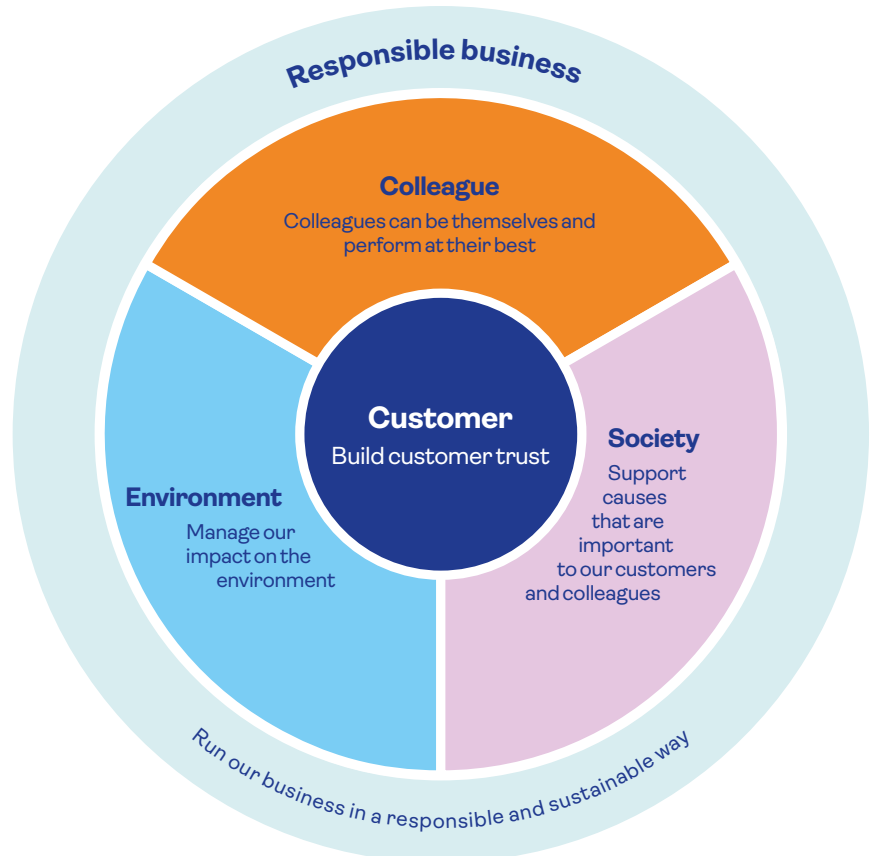 Responsible business
Colleague
Colleagues can be themselves and
perform at their best
Customer
Build customer trust
Society
Support
causes
that are
important
to our customers
and colleagues
Environment
Manage our
impact on the
environment
Run our business in a responsible and sustainable way